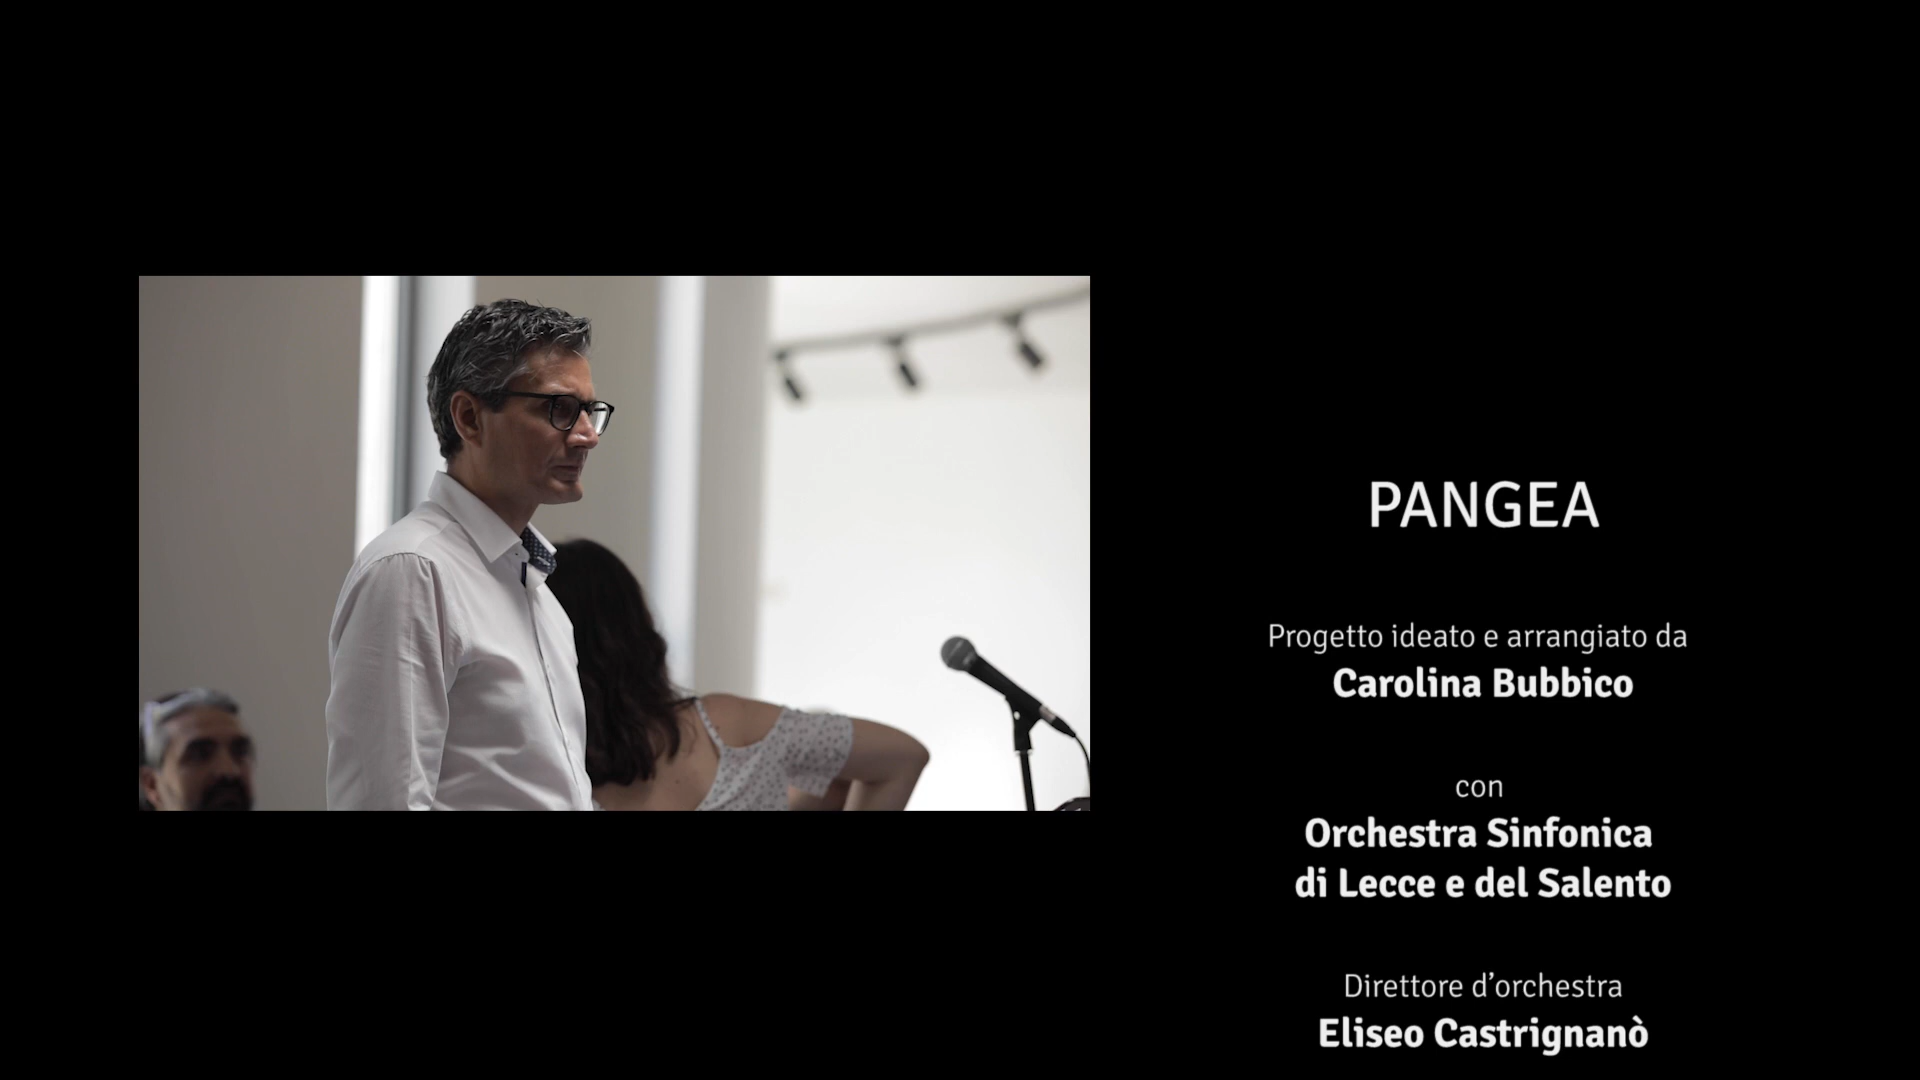 PANGEA
Progetto ideato e arrangiato da
Carolina Bubbico
con
Orchestra Sinfonica
di Lecce e del Salento
Direttore d’orchestra
Eliseo Castrignanò